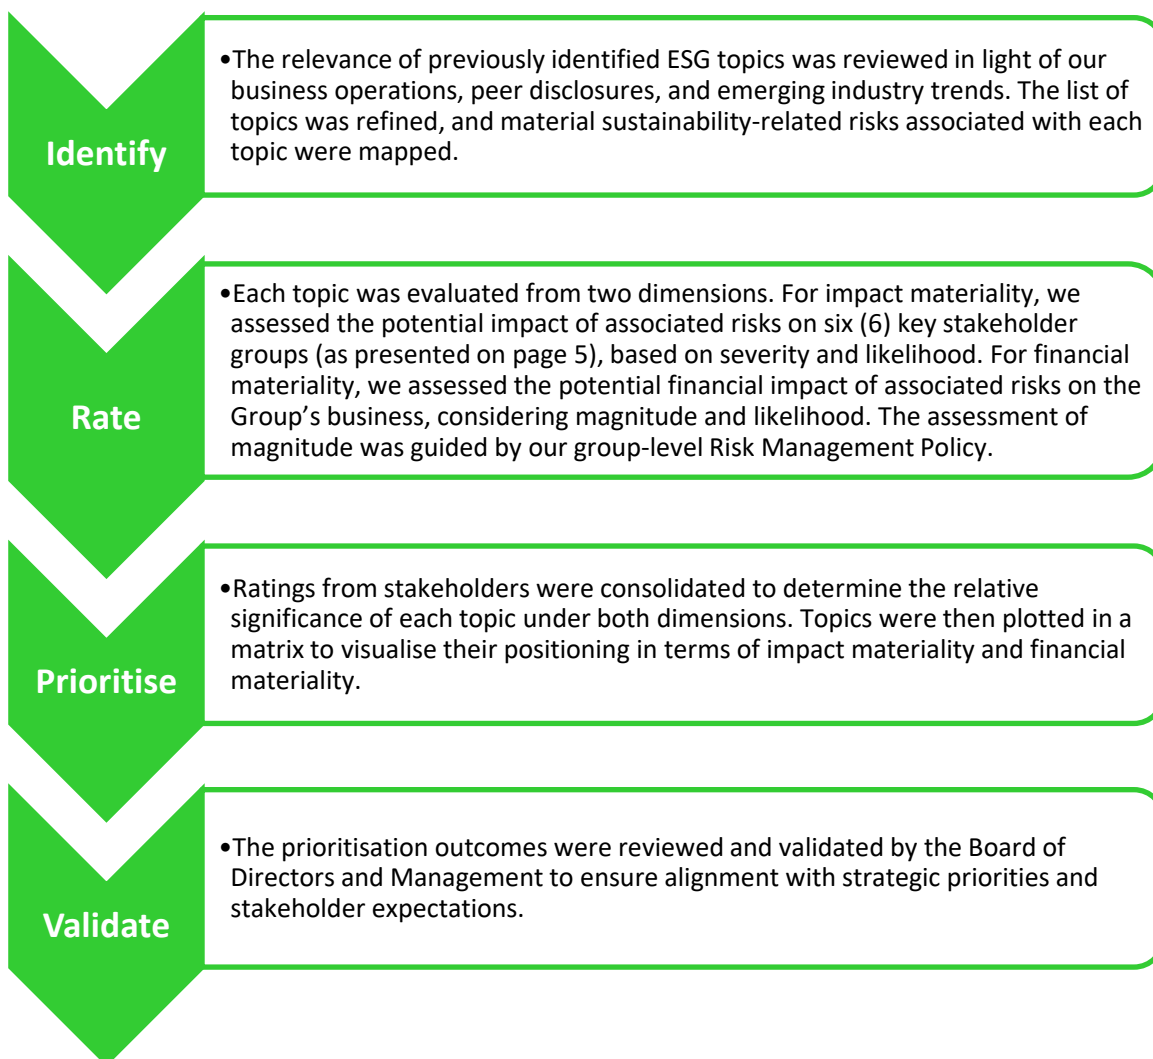 Identify
•The relevance of previously identified ESG topics was reviewed in light of our
business operations, peer disclosures, and emerging industry trends. The list of
topics was refined, and material sustainability-related risks associated with each
topic were mapped.
Rate
•Each topic was evaluated from two dimensions. For impact materiality, we
assessed the potential impact of associated risks on six (6) key stakeholder
groups (as presented on page 5), based on severity and likelihood. For financial
materiality, we assessed the potential financial impact of associated risks on the
Group’s business, considering magnitude and likelihood. The assessment of
magnitude was guided by our group-level Risk Management Policy.
Prioritise
•Ratings from stakeholders were consolidated to determine the relative
significance of each topic under both dimensions. Topics were then plotted in a
matrix to visualise their positioning in terms of impact materiality and financial
materiality.
Validate
•The prioritisation outcomes were reviewed and validated by the Board of
Directors and Management to ensure alignment with strategic priorities and
stakeholder expectations.